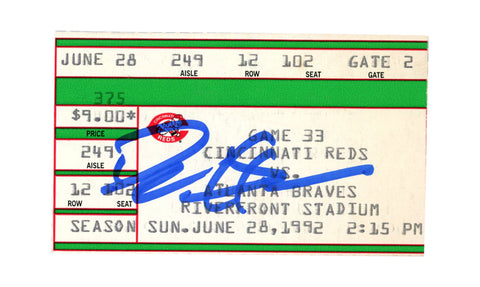 JUNE 28 249 12 102 GATE 2
AISLE ROW SEAT GATE
375
$9.00*
PRICE
249
AISLE
12 102
ROW SEAT
SEASON
CINCINNATI
REDS
GAME 33
CINCINNATI REDS
VS.
ATLANTA BRAVES
RIVERFRONT STADIUM
SUN.JUNE 28,1992 2:15 PM